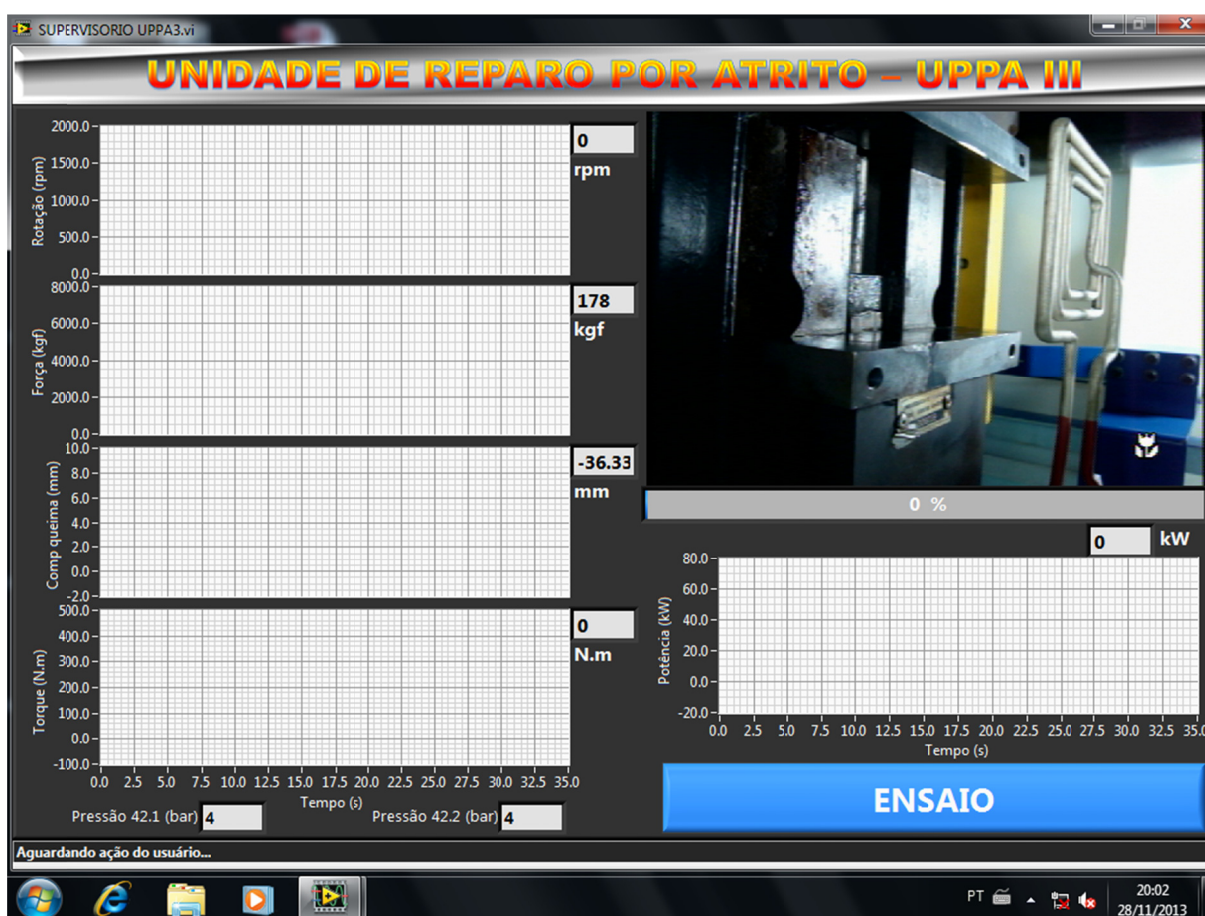 SUPERVISORIO UPPA3.vi
UNIDADE DE REPARO POR ATRITO – UPPA III
2000.0
1500.0
1000.0
500.0
0.0
Rotação (rpm)
0
rpm
8000.0
6000.0
4000.0
2000.0
0.0
Força (kgf)
178
kgf
10.0
8.0
6.0
4.0
2.0
0.0
-2.0
Comp queima (mm)
-36.33
mm
500.0
400.0
300.0
200.0
100.0
0.0
-100.0
Torque (N.m)
0
N.m
0.0 2.5 5.0 7.5 10.0 12.5 15.0 17.5 20.0 22.5 25.0 27.5 30.0 32.5 35.0
Tempo (s)
Pressão 42.1 (bar) 4 Pressão 42.2 (bar) 4
0 %
0 kW
80.0
60.0
40.0
20.0
0.0
-20.0
Potência (kW)
0.0 2.5 5.0 7.5 10.0 12.5 15.0 17.5 20.0 22.5 25.0 27.5 30.0 32.5 35.0
Tempo (s)
ENSAIO
Aguardando ação do usuário...
PT
20:02
28/11/2013